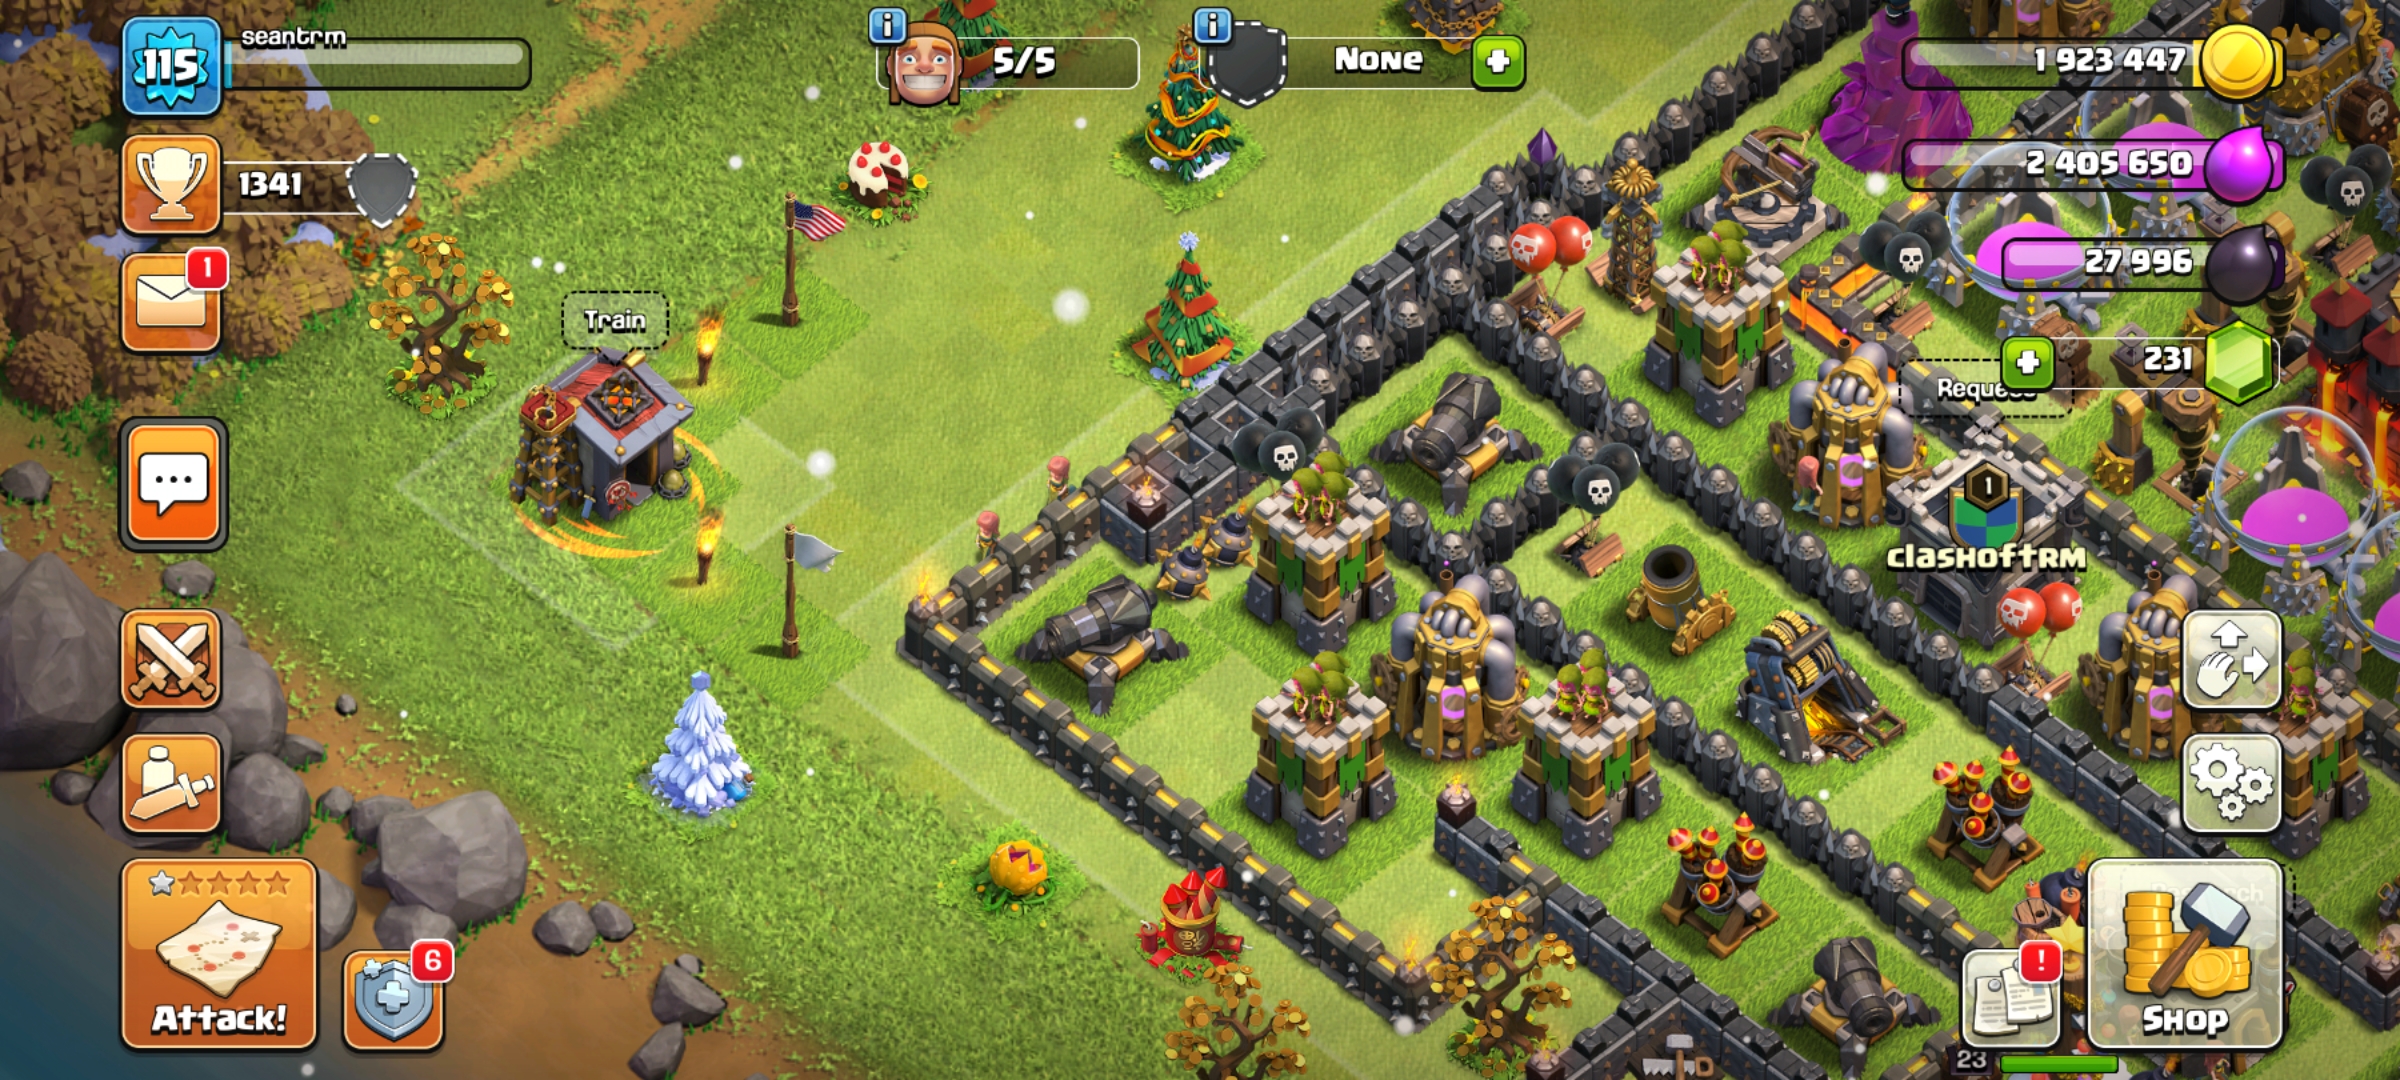 115
seantrm
5/5
None
1 923 447
1341
2 405 650
1
27 996
Train
231
Reque
1
clashoftrm
6
Attack!
!
Shop
23